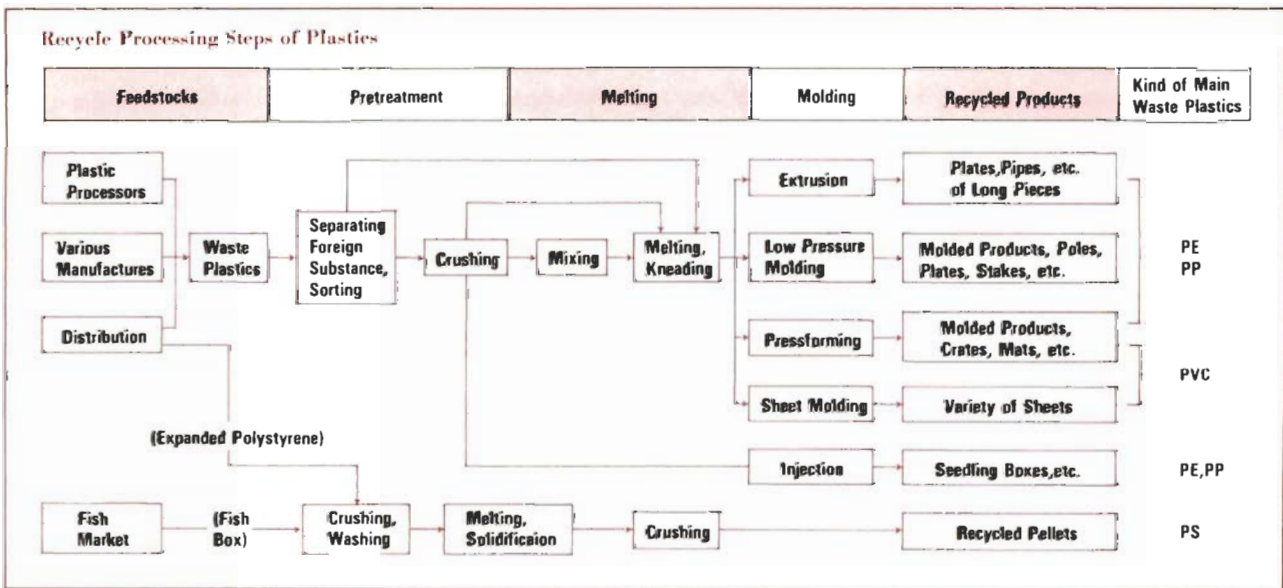 Recycle Processing Steps of Plastics
Feedstocks
Pretreatment
Melting
Molding
Recycled Products
Kind of Main
Waste Plastics
Plastic
Processors
Various
Manufactures
Distribution
Waste
Plastics
Separating
Foreign
Substance,
Sorting
Crushing
Mixing
Melting,
Kneading
Extrusion
Plates,Pipes, etc.
of Long Pieces
Low Pressure
Molding
Molded Products, Poles,
Plates, Stakes, etc.
PE
PP
Pressforming
Molded Products,
Crates, Mats, etc.
PVC
Sheet Molding
Variety of Sheets
(Expanded Polystyrene)
Injection
Seedling Boxes,etc.
PE,PP
Fish
Market
(Fish
Box)
Crushing,
Washing
Melting,
Solidificaion
Crushing
Recycled Pellets
PS